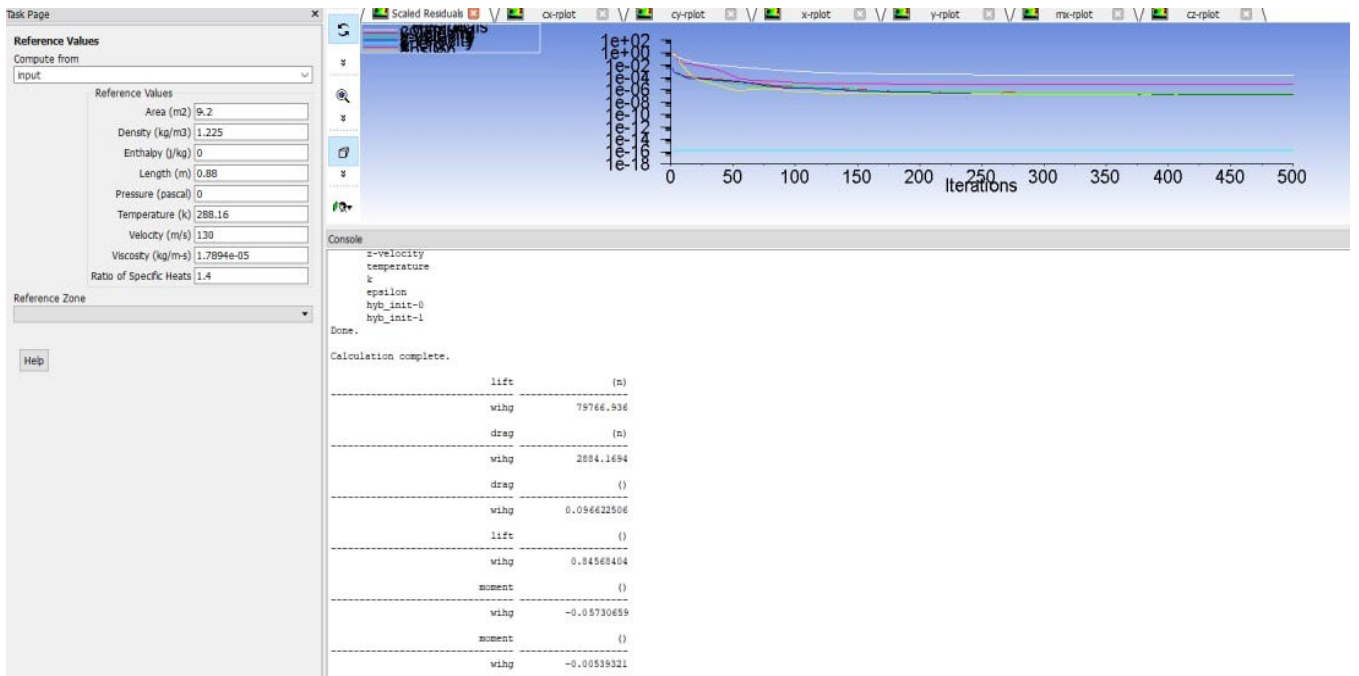 Task Page
Reference Values
Compute from
input
Reference Values
Area (m2) 9.2
Density (kg/m3) 1.225
Enthalpy (j/kg) 0
Length (m) 0.88
Pressure (pascal) 0
Temperature (k) 288.16
Velocity (m/s) 130
Viscosity (kg/m-s) 1.7894e-05
Ratio of Specific Heats 1.4
Reference Zone
Help
Scaled Residuals cx-rplot cy-rplot x-rplot y-rplot mx-rplot cz-rplot
1e+02
1e+00
1e-02
1e-04
1e-06
1e-08
1e-10
1e-12
1e-14
1e-16
1e-18
0 50 100 150 200 250 300 350 400 450 500
Iterations
Console
z-velocity
temperature
k
epsilon
hyb_init-0
hyb_init-1
Done.
Calculation complete.
lift (n)
wihg 79766.936
drag (n)
wihg 2884.1694
drag ()
wihg 0.096622506
lift ()
wihg 0.84568404
moment ()
wihg -0.05730659
moment ()
wihg -0.00539321